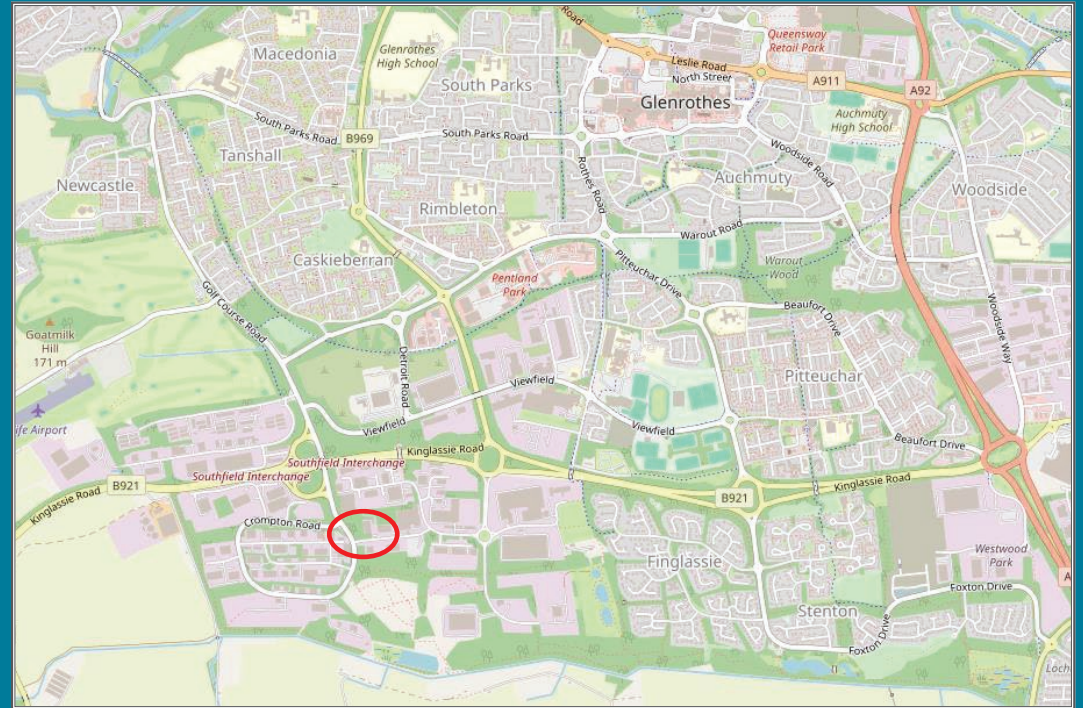 Road
Queensway
Retail Park
Macedonia
Glenrothes
High School
Leslie Road
North Street
A911
A92
South Parks
Glenrothes
Auchmuty
High School
South Parks Road
B969
South Parks Road
Tanshall
Woodside Road
Newcastle
Rothes Road
Auchmuty
Woodside
Rimbleton
Warout Road
Caskieberran
Pitteuchar Drive
Warout
Wood
Pentland
Park
Golf Course Road
Beaufort Drive
Woodside Way
Goatmilk
Hill
171 m
Detroit Road
Viewfield
Pitteuchar
ife Airport
Viewfield
Viewfield
Beaufort Drive
Kinglassie Road
Southfield Interchange
Southfield Interchange
Kinglassie Road
B921
Kinglassie Road
B921
Crompton Road
Finglassie
Westwood
Park
A
Foxton Drive
Stenton
Foxton Drive
Loch